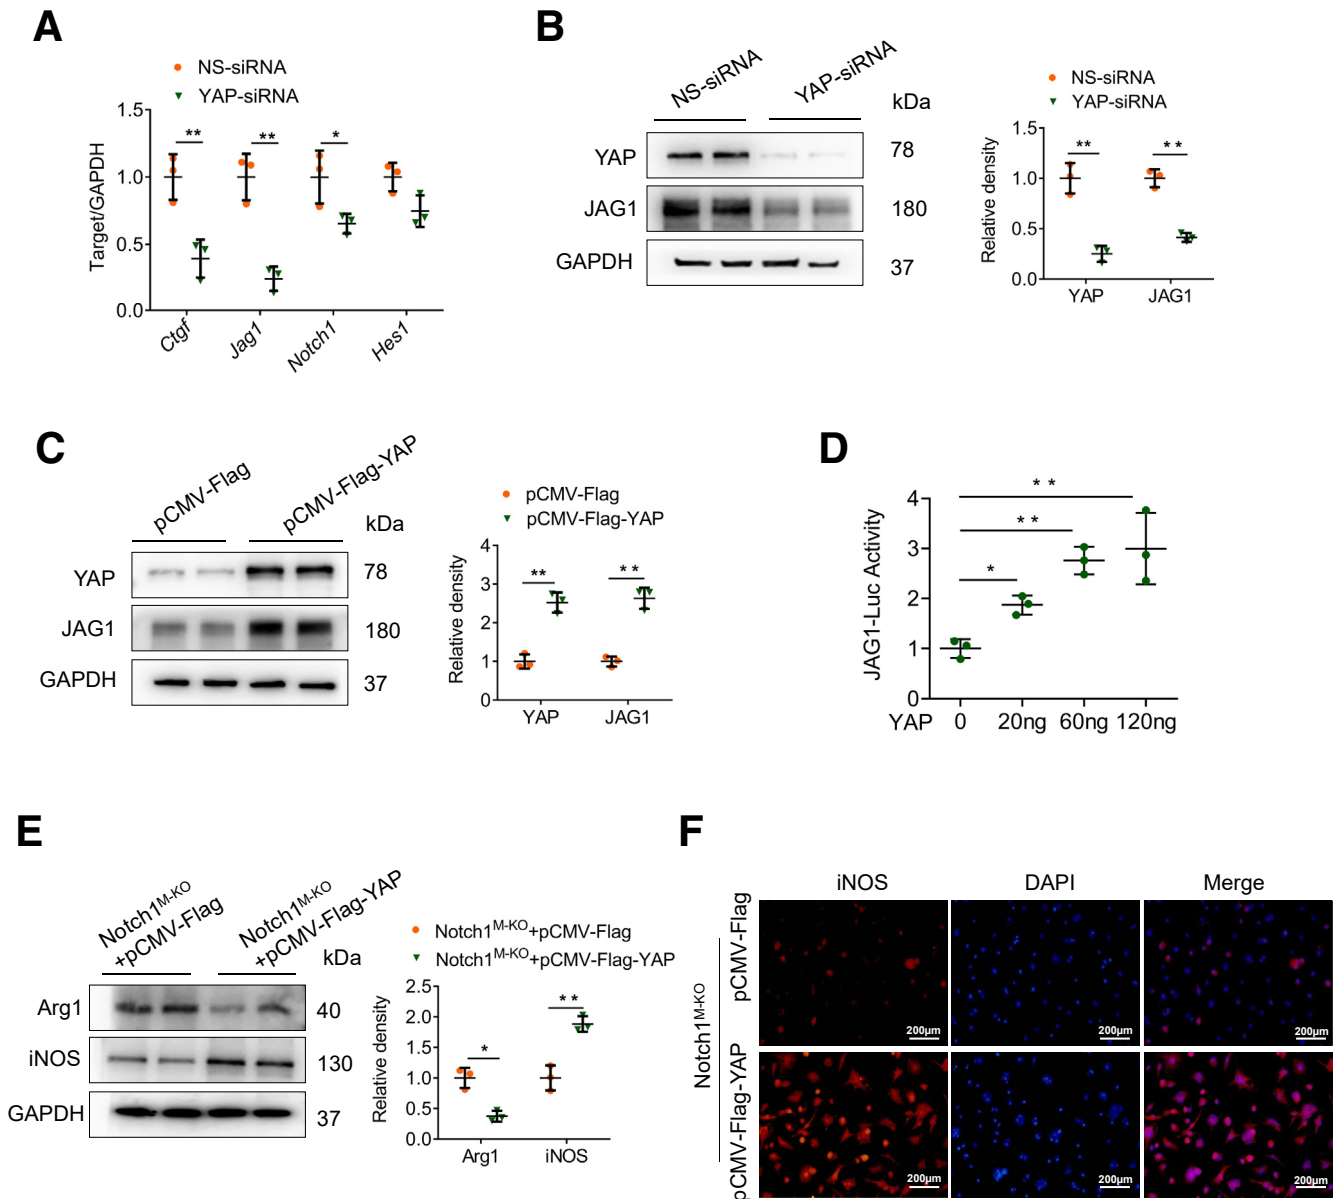 A
NS-siRNA
YAP-siRNA
Target/GAPDH
1.5
1.0
0.5
0.0
**
**
*
Ctgf
Jag1
Notch1
Hes1
B
NS-siRNA
YAP-siRNA
kDa
YAP
78
JAG1
180
GAPDH
37
NS-siRNA
YAP-siRNA
Relative density
1.5
1.0
0.5
0.0
**
**
YAP
JAG1
C
pCMV-Flag
pCMV-Flag-YAP
kDa
YAP
78
JAG1
180
GAPDH
37
pCMV-Flag
pCMV-Flag-YAP
Relative density
4
3
2
1
0
**
**
YAP
JAG1
D
JAG1-Luc Activity
4
3
2
1
0
**
**
*
YAP 0 20ng 60ng 120ng
E
Notch1M-KO
+pCMV-Flag
Notch1M-KO
+pCMV-Flag-YAP
kDa
Arg1
40
iNOS
130
GAPDH
37
Notch1M-KO+pCMV-Flag
Notch1M-KO+pCMV-Flag-YAP
Relative density
2.5
2.0
1.5
1.0
0.5
0.0
*
**
Arg1
iNOS
F
iNOS
DAPI
Merge
Notch1M-KO
pCMV-Flag
pCMV-Flag-YAP
200μm
200μm
200μm
200μm
200μm
200μm